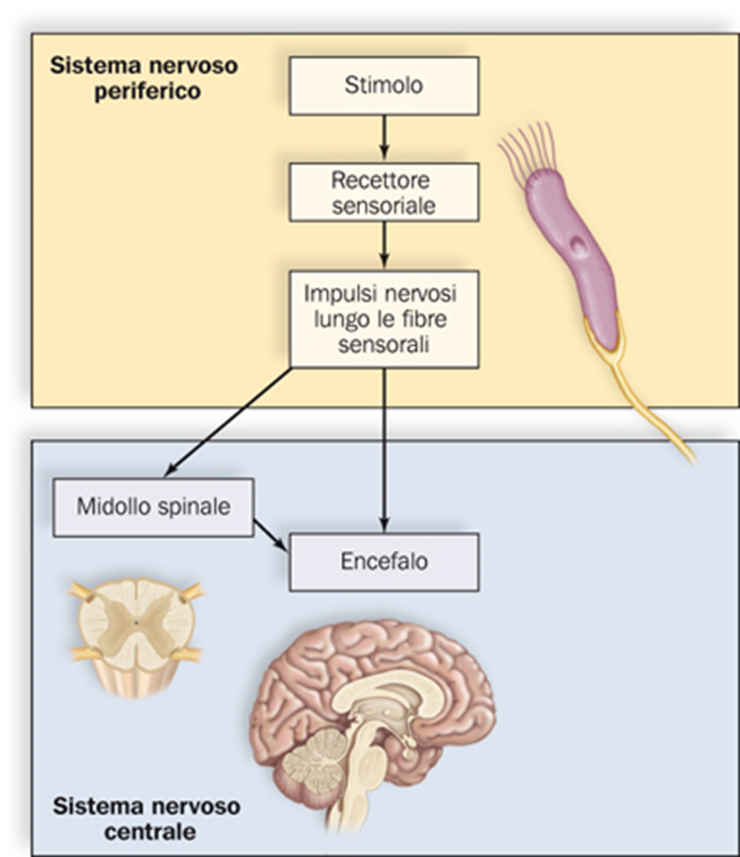 Sistema nervoso
periferico
Stimolo
Recettore
sensoriale
Impulsi nervosi
lungo le fibre
sensorali
Midollo spinale
Encefalo
Sistema nervoso
centrale